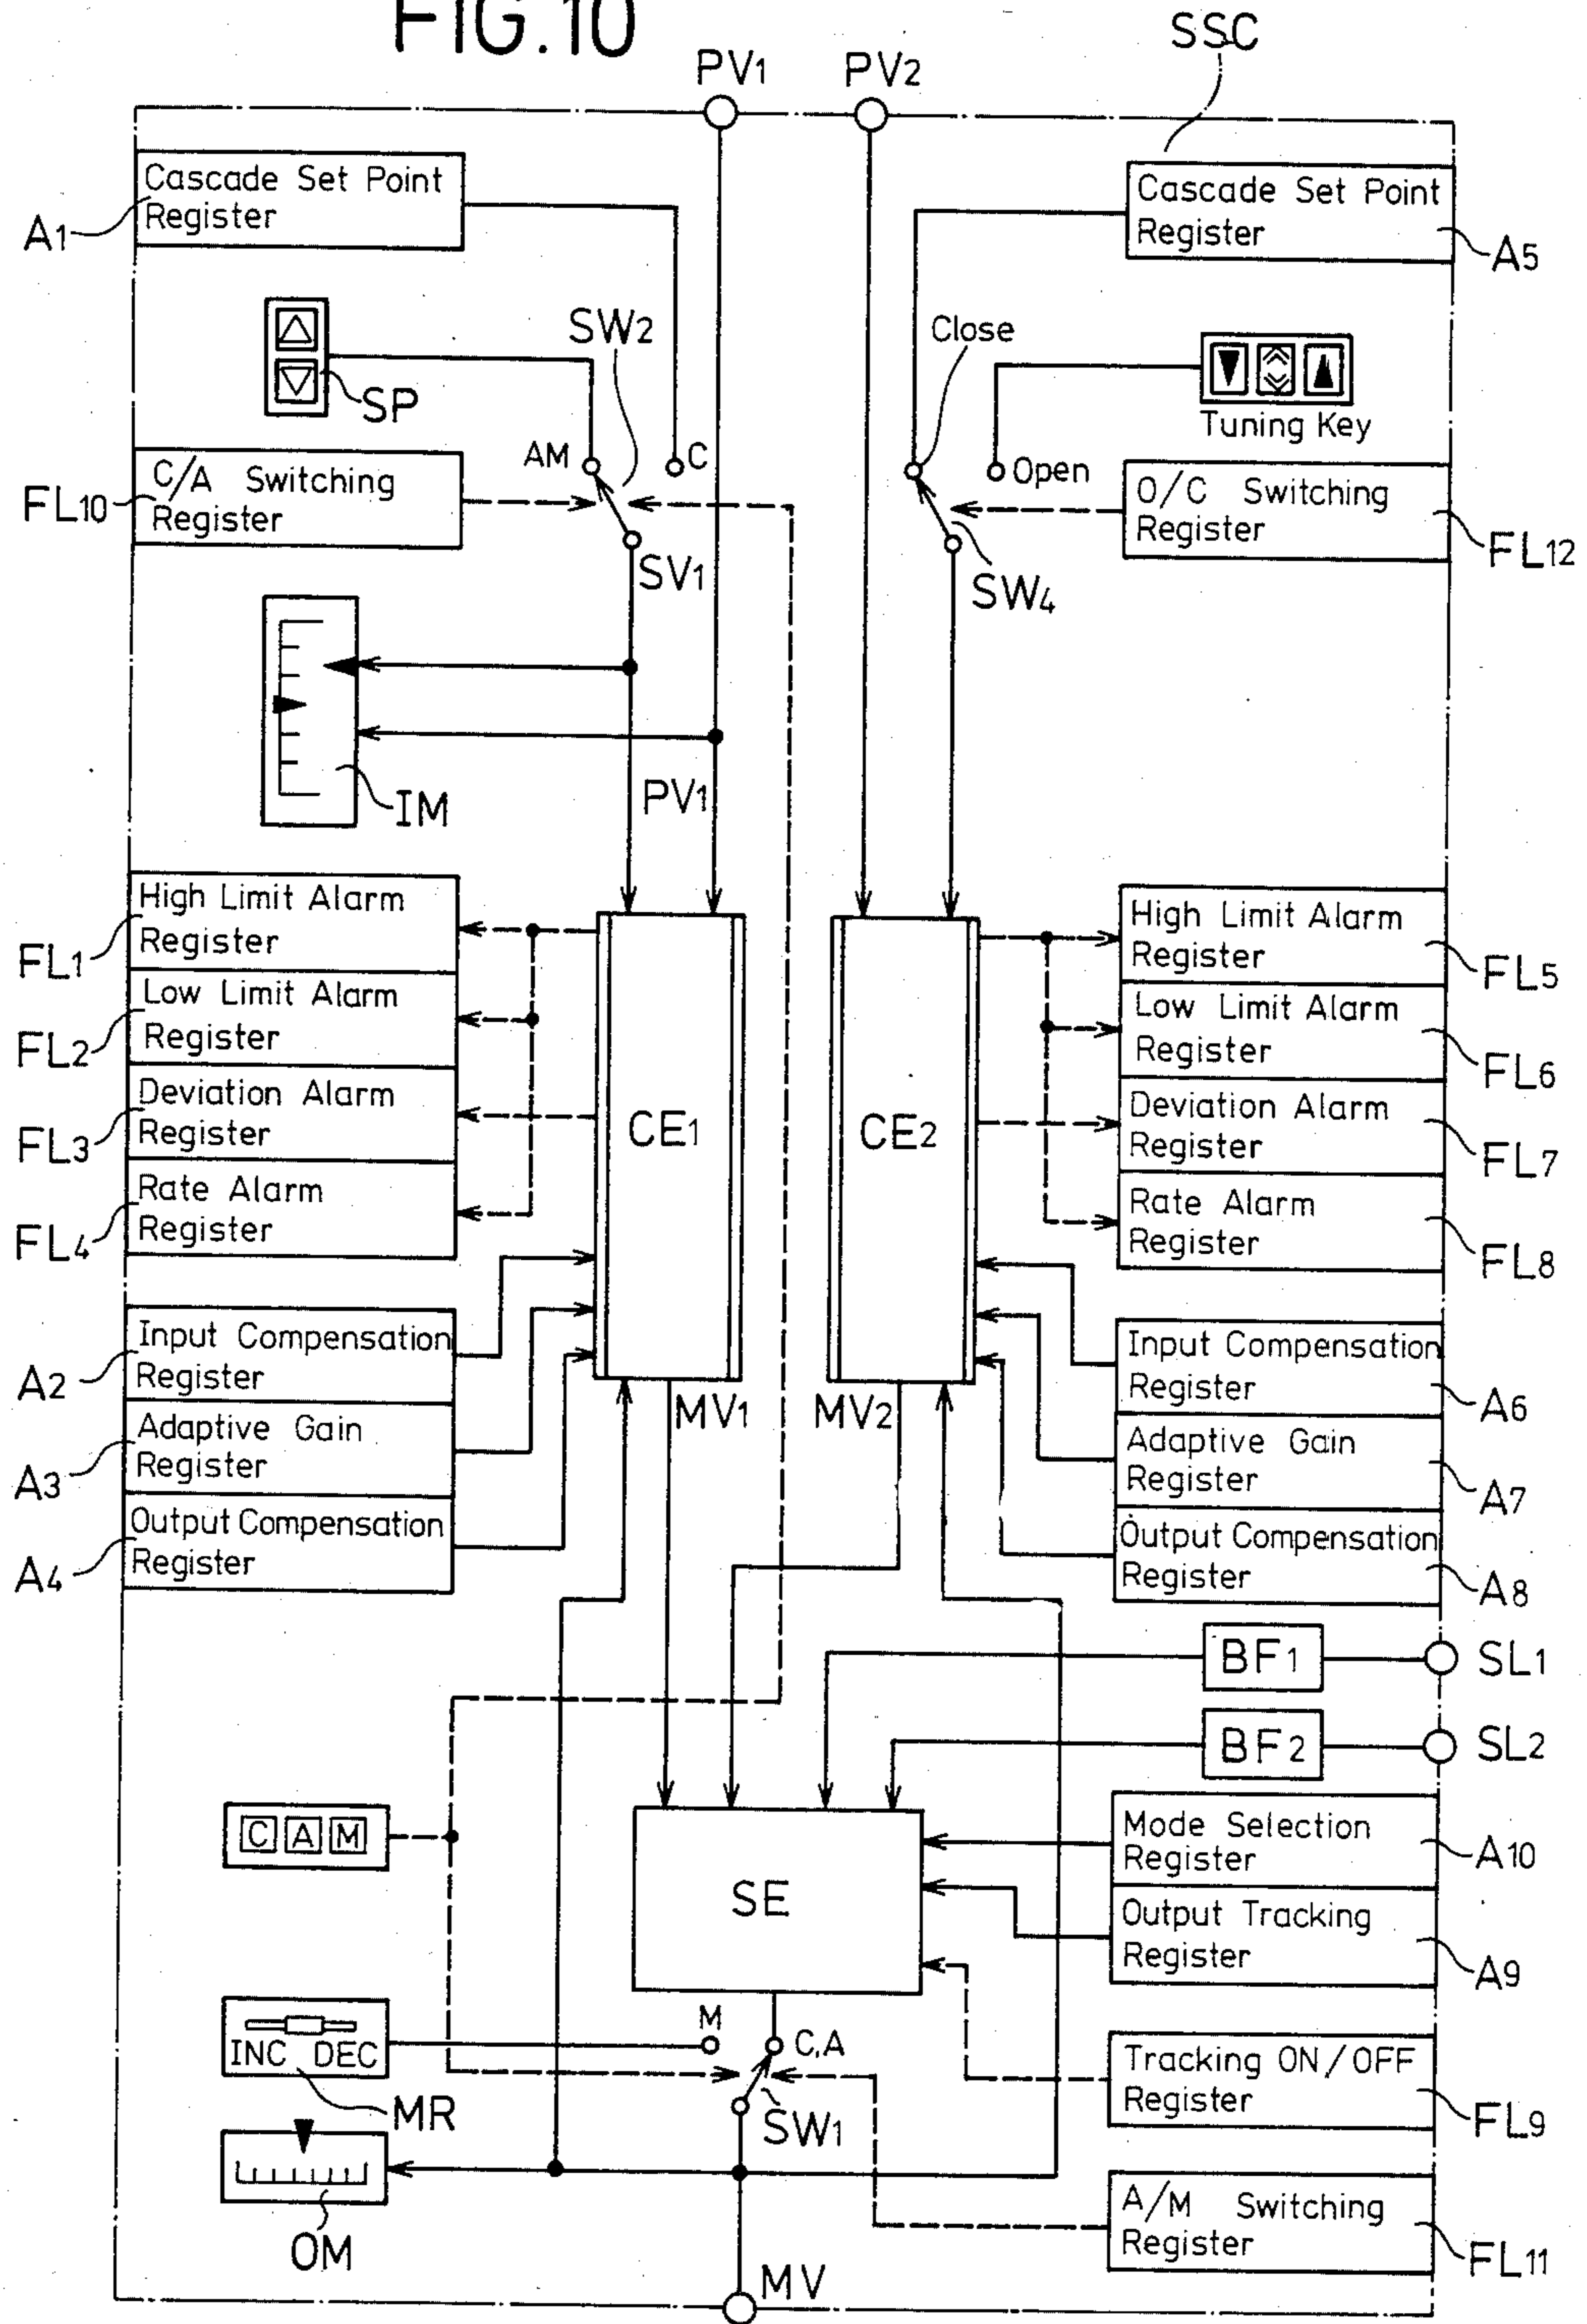 FIG.10
SSC
PV1
PV2
Cascade Set Point
Register
A1
Cascade Set Point
Register
A5
SP
SW2
Close
Tuning Key
AM
C
Open
C/A Switching
Register
FL10
O/C Switching
Register
FL12
SV1
SW4
IM
PV1
High Limit Alarm
Register
FL1
Low Limit Alarm
Register
FL2
Deviation Alarm
Register
FL3
Rate Alarm
Register
FL4
CE1
CE2
High Limit Alarm
Register
FL5
Low Limit Alarm
Register
FL6
Deviation Alarm
Register
FL7
Rate Alarm
Register
FL8
Input Compensation
Register
A2
Adaptive Gain
Register
A3
Output Compensation
Register
A4
MV1
MV2
Input Compensation
Register
A6
Adaptive Gain
Register
A7
Output Compensation
Register
A8
BF1
SL1
BF2
SL2
C A M
SE
Mode Selection
Register
A10
Output Tracking
Register
A9
M
C,A
INC DEC
MR
SW1
Tracking ON/OFF
Register
FL9
OM
A/M Switching
Register
FL11
MV